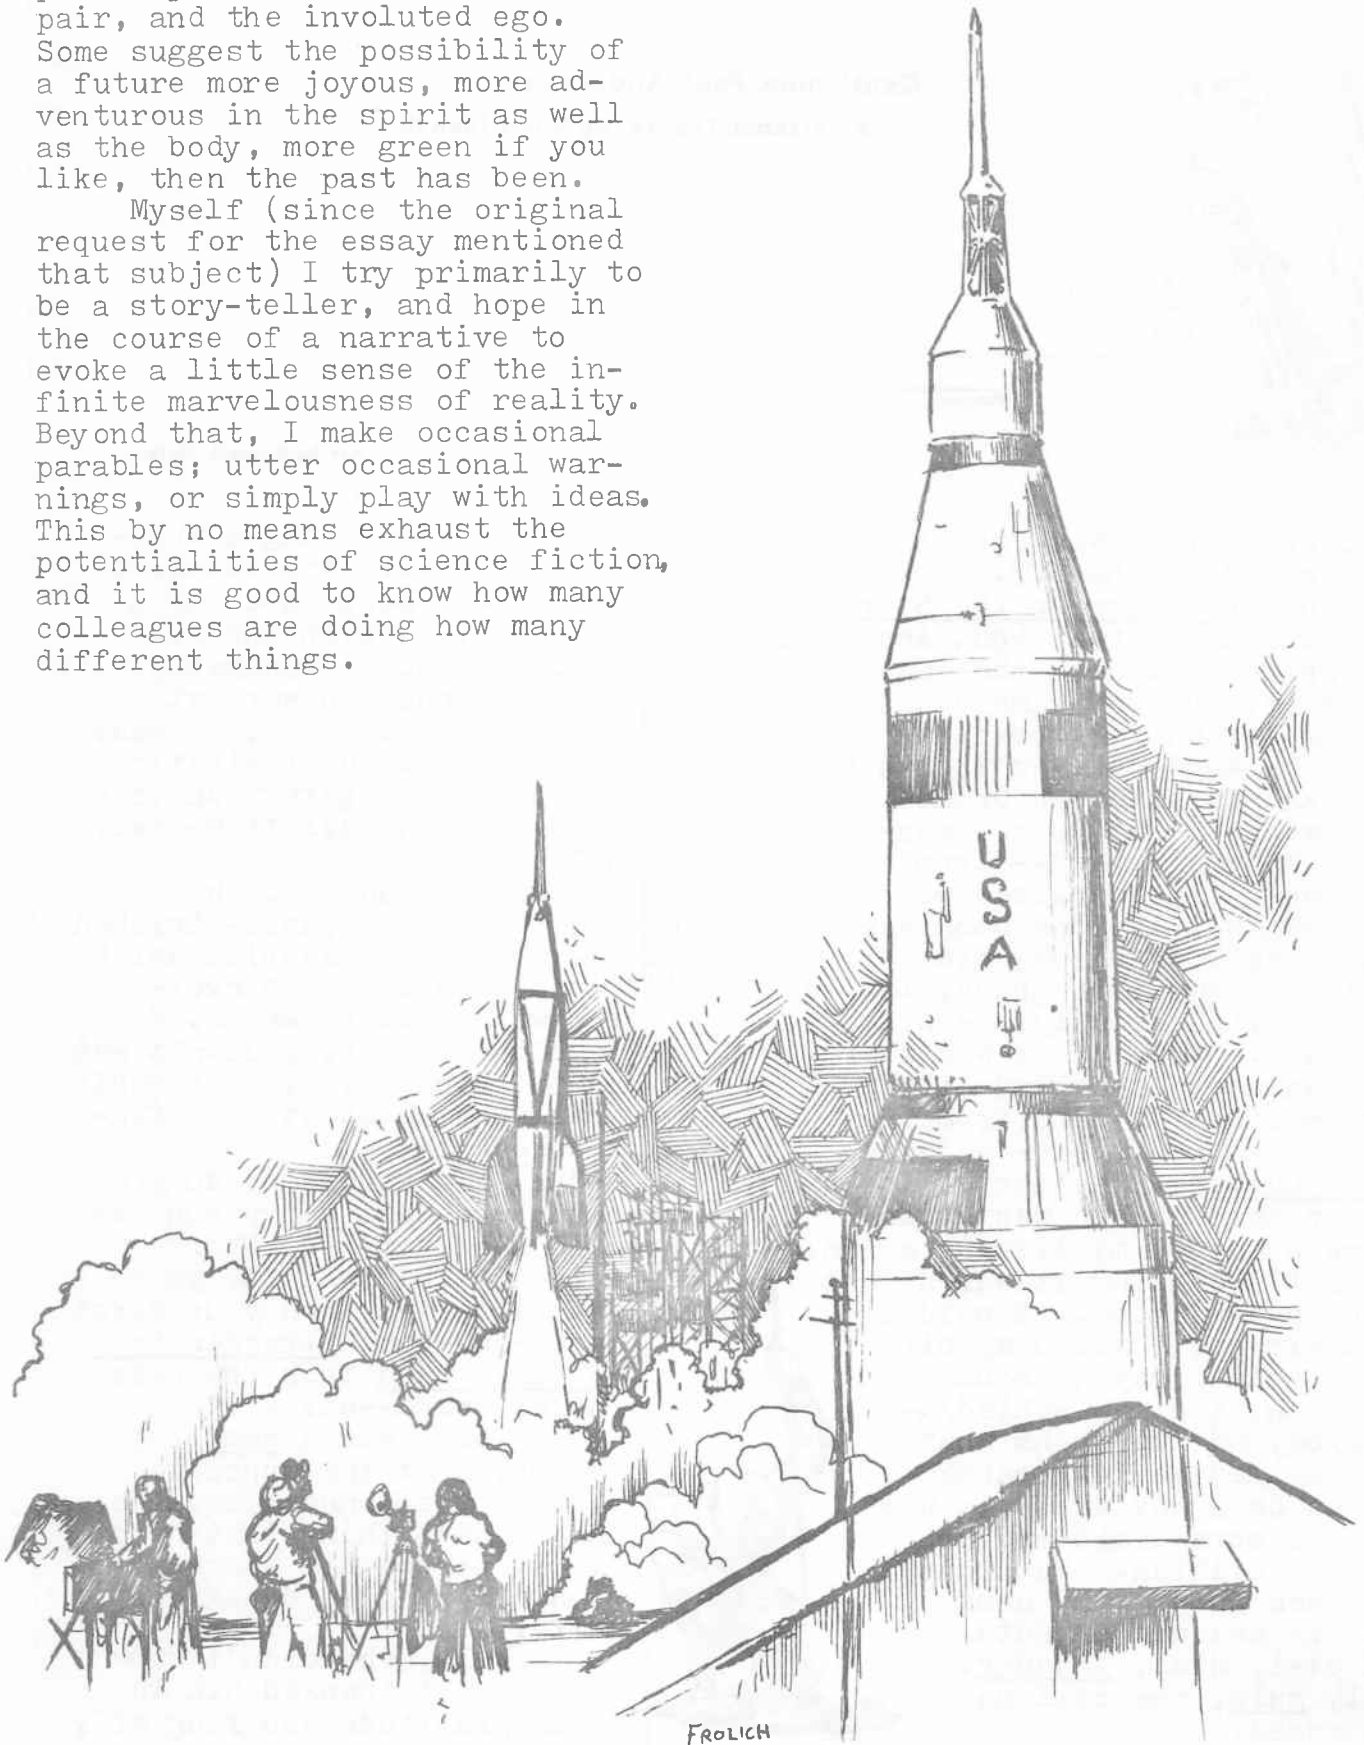 pair, and the involuted ego.
Some suggest the possibility of
a future more joyous, more ad-
venturous in the spirit as well
as the body, more green if you
like, then the past has been.
Myself (since the original
request for the essay mentioned
that subject) I try primarily to
be a story-teller, and hope in
the course of a narrative to
evoke a little sense of the in-
finite marvelousness of reality.
Beyond that, I make occasional
parables; utter occasional war-
nings, or simply play with ideas.
This by no means exhaust the
potentialities of science fiction,
and it is good to know how many
colleagues are doing how many
different things.
U
S
A
FROLICH